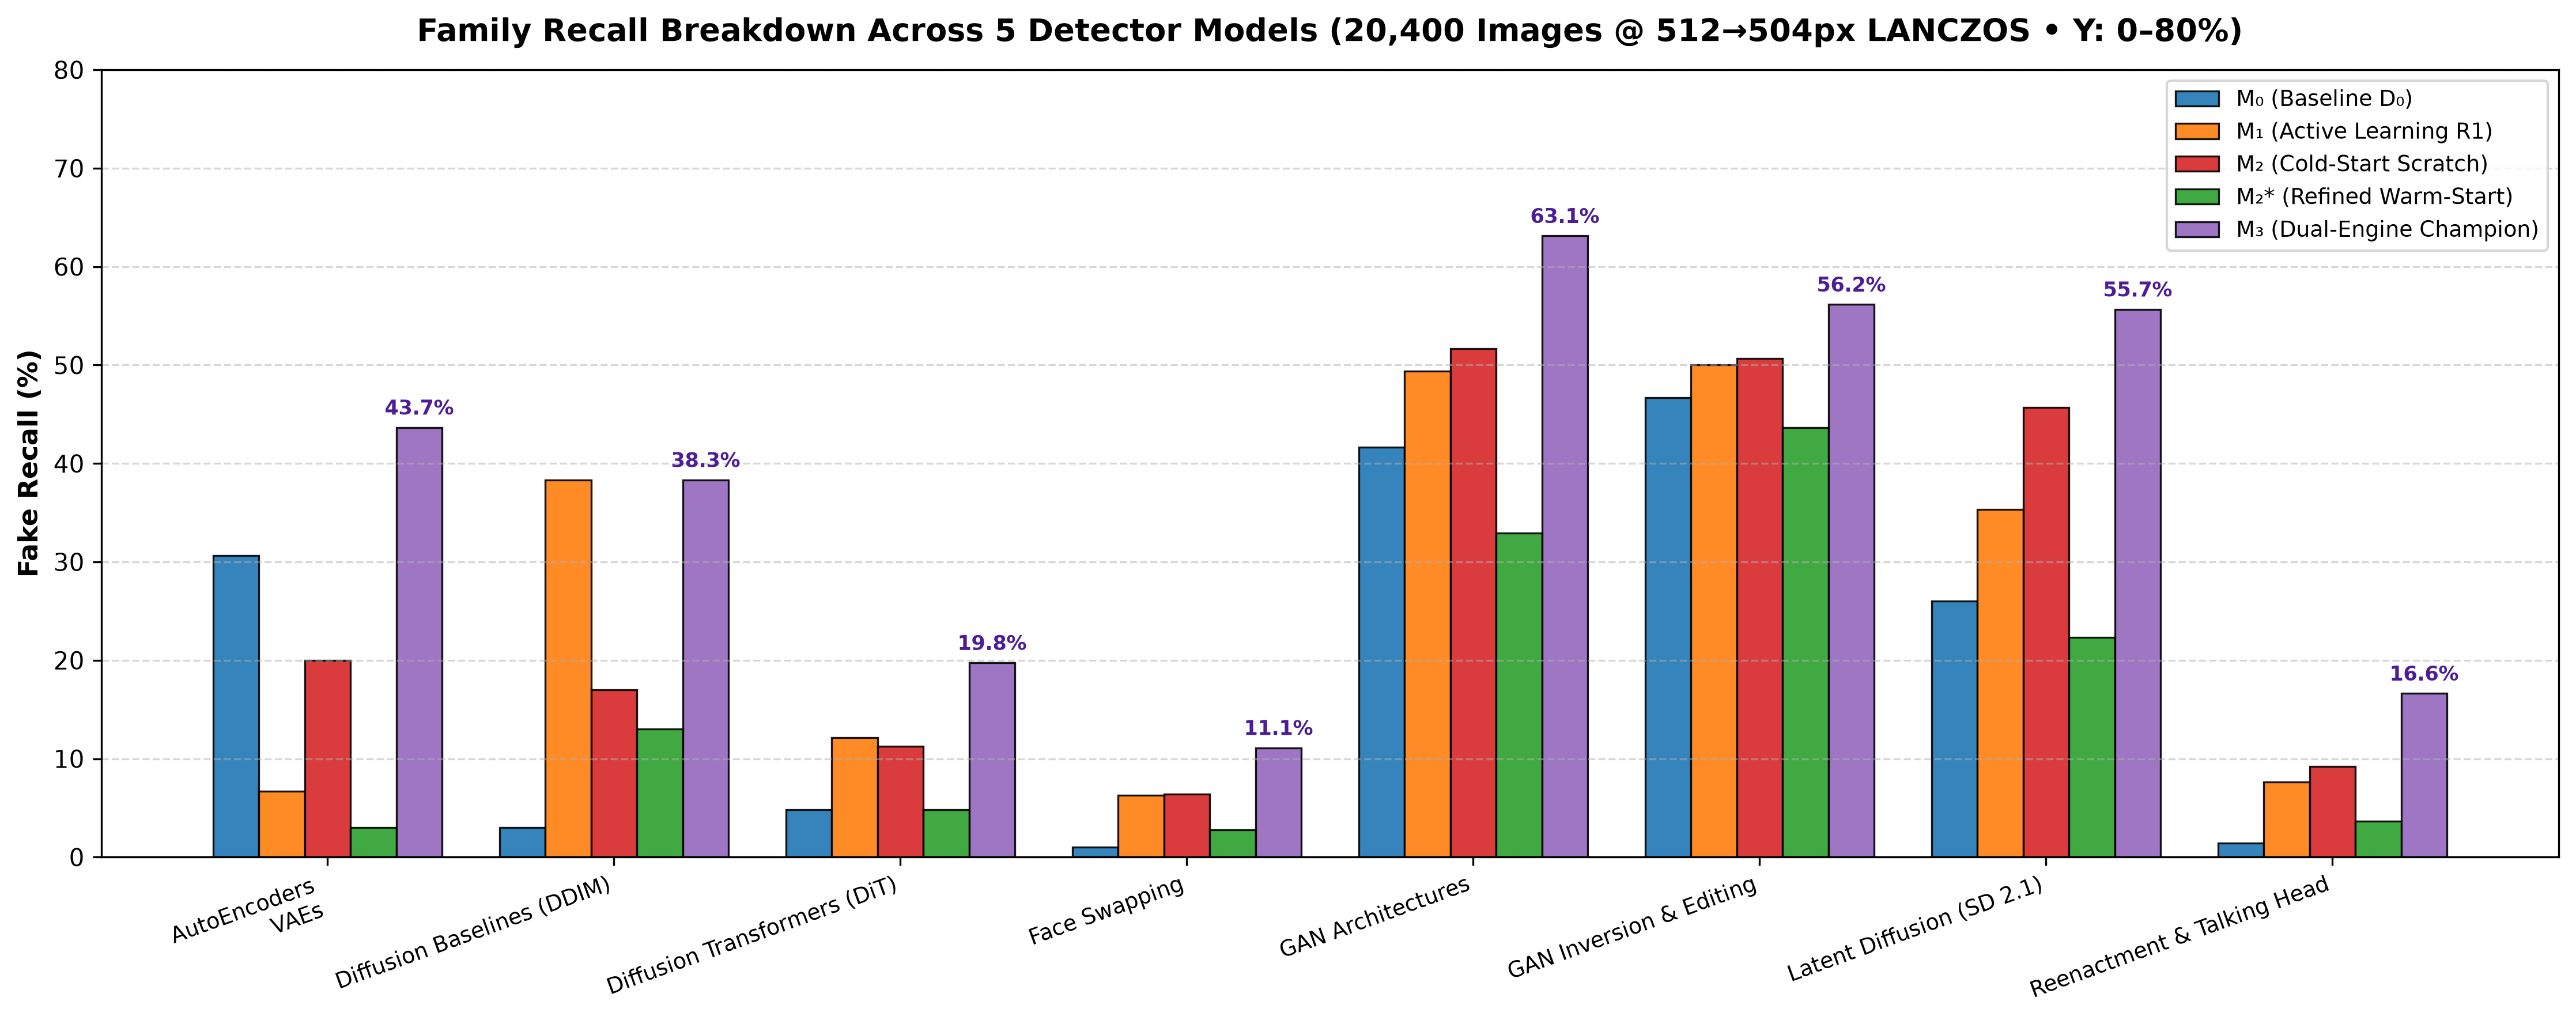 Family Recall Breakdown Across 5 Detector Models (20,400 Images @ 512→504px LANCZOS • Y: 0–80%)
M₀ (Baseline D₀)
M₁ (Active Learning R1)
M₂ (Cold-Start Scratch)
M₂* (Refined Warm-Start)
M₃ (Dual-Engine Champion)
Fake Recall (%)
80
70
60
50
40
30
20
10
0
43.7%
38.3%
19.8%
11.1%
63.1%
56.2%
55.7%
16.6%
AutoEncoders
VAEs
Diffusion Baselines (DDIM)
Diffusion Transformers (DiT)
Face Swapping
GAN Architectures
GAN Inversion & Editing
Latent Diffusion (SD 2.1)
Reenactment & Talking Head